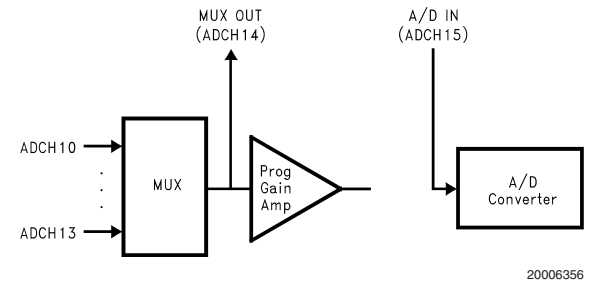 MUX OUT
(ADCH14)
A/D IN
(ADCH15)
ADCH10
MUX
Prog
Gain
Amp
A/D
Converter
ADCH13
20006356